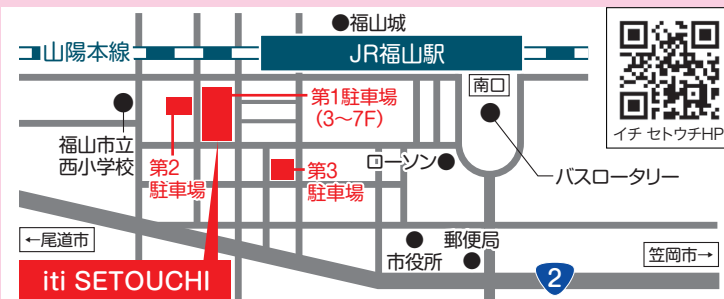 ●福山城
山陽本線
JR福山駅
南口
第1駐車場
(3〜7F)
イチ セトウチHP
福山市立
西小学校
第2
駐車場
第3
駐車場
ローソン
バスロータリー
←尾道市
郵便局
市役所
笠岡市→
iti SETOUCHI
2